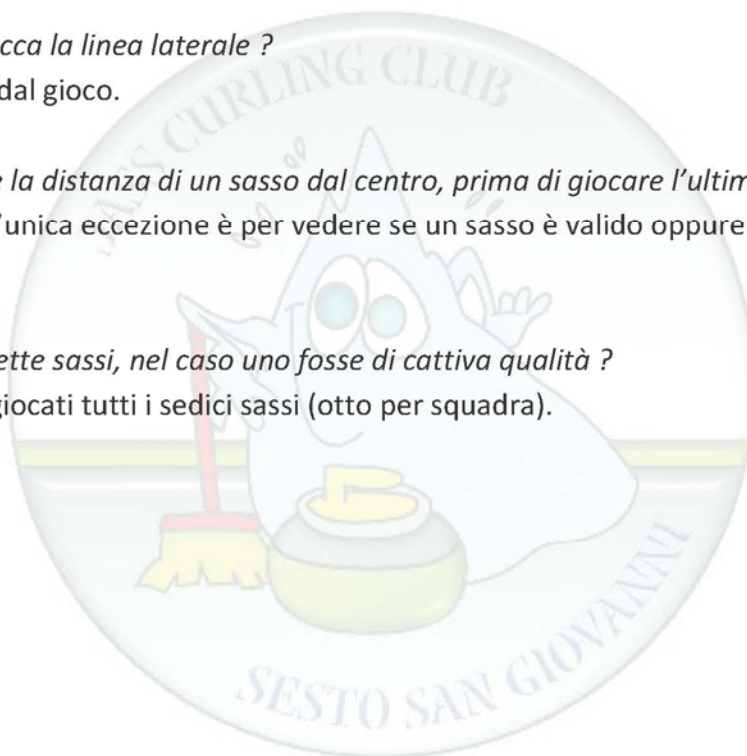 cca la linea laterale ?
dal gioco.
e la distanza di un sasso dal centro, prima di giocare l’ultim
’unica eccezione è per vedere se un sasso è valido oppure
ette sassi, nel caso uno fosse di cattiva qualità ?
giocati tutti i sedici sassi (otto per squadra).
CURLING CLUB
SESTO SAN GIOVANNI